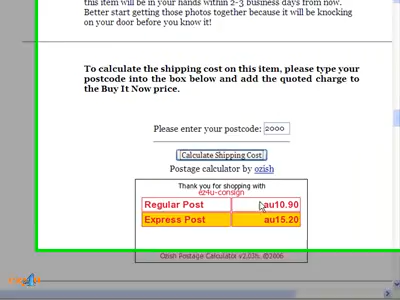 this item will be in your hands within 2-3 business days from now.
Better start getting those photos together because it will be knocking
on your door before you know it!
To calculate the shipping cost on this item, please type your
postcode into the box below and add the quoted charge to
the Buy It Now price.
Please enter your postcode: 2000
Calculate Shipping Cost
Postage calculator by ozish
Thank you for shopping with
ez4u-consign
Regular Post au10.90
Express Post au15.20
Ozish Postage Calculator v2.03b, ©2006